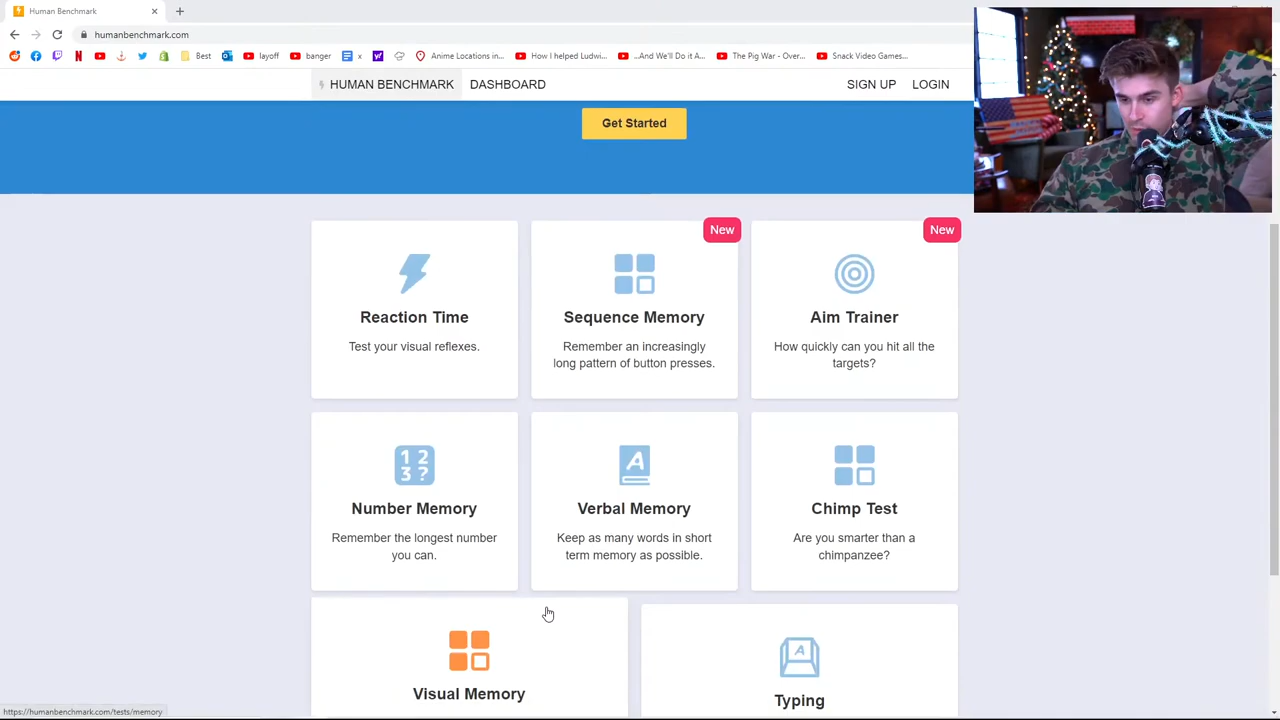 Human Benchmark
humanbenchmark.com
Best
layoff
banger
x
Anime Locations in...
How I helped Ludwi...
...And We'll Do it A...
The Pig War - Over...
Snack Video Games...
HUMAN BENCHMARK
DASHBOARD
SIGN UP
LOGIN
Get Started
New
New
Reaction Time
Test your visual reflexes.
Sequence Memory
Remember an increasingly
long pattern of button presses.
Aim Trainer
How quickly can you hit all the
targets?
1 2
3 ?
Number Memory
Remember the longest number
you can.
A
Verbal Memory
Keep as many words in short
term memory as possible.
Chimp Test
Are you smarter than a
chimpanzee?
Visual Memory
A
Typing
https://humanbenchmark.com/tests/memory